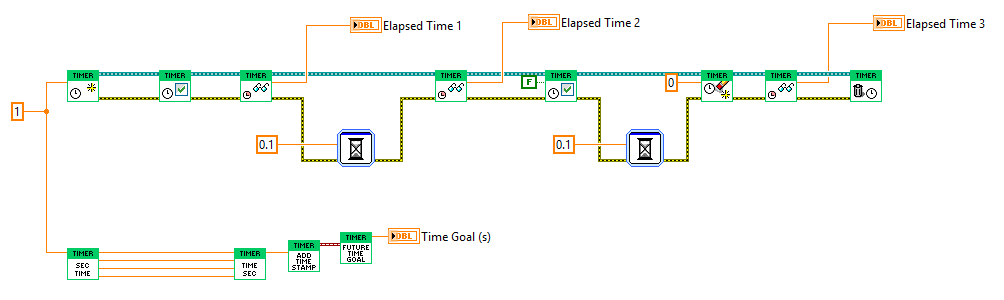 DBL Elapsed Time 1
DBL Elapsed Time 2
DBL Elapsed Time 3
TIMER
TIMER
TIMER
TIMER
F
TIMER
0
TIMER
TIMER
TIMER
1
0.1
0.1
DBL Time Goal (s)
TIMER
SEC
TIME
TIMER
TIME
SEC
TIMER
ADD
TIME
STAMP
TIMER
FUTURE
TIME
GOAL